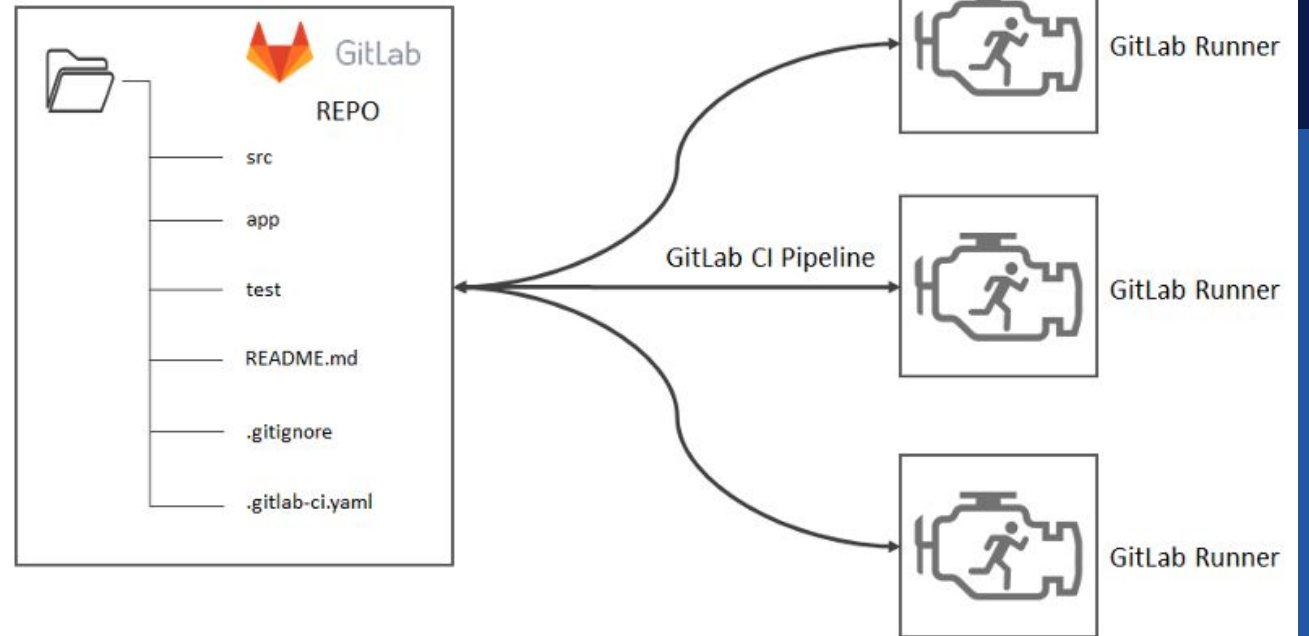 GitLab
REPO
src
app
test
README.md
.gitignore
.gitlab-ci.yaml
GitLab CI Pipeline
GitLab Runner
GitLab Runner
GitLab Runner